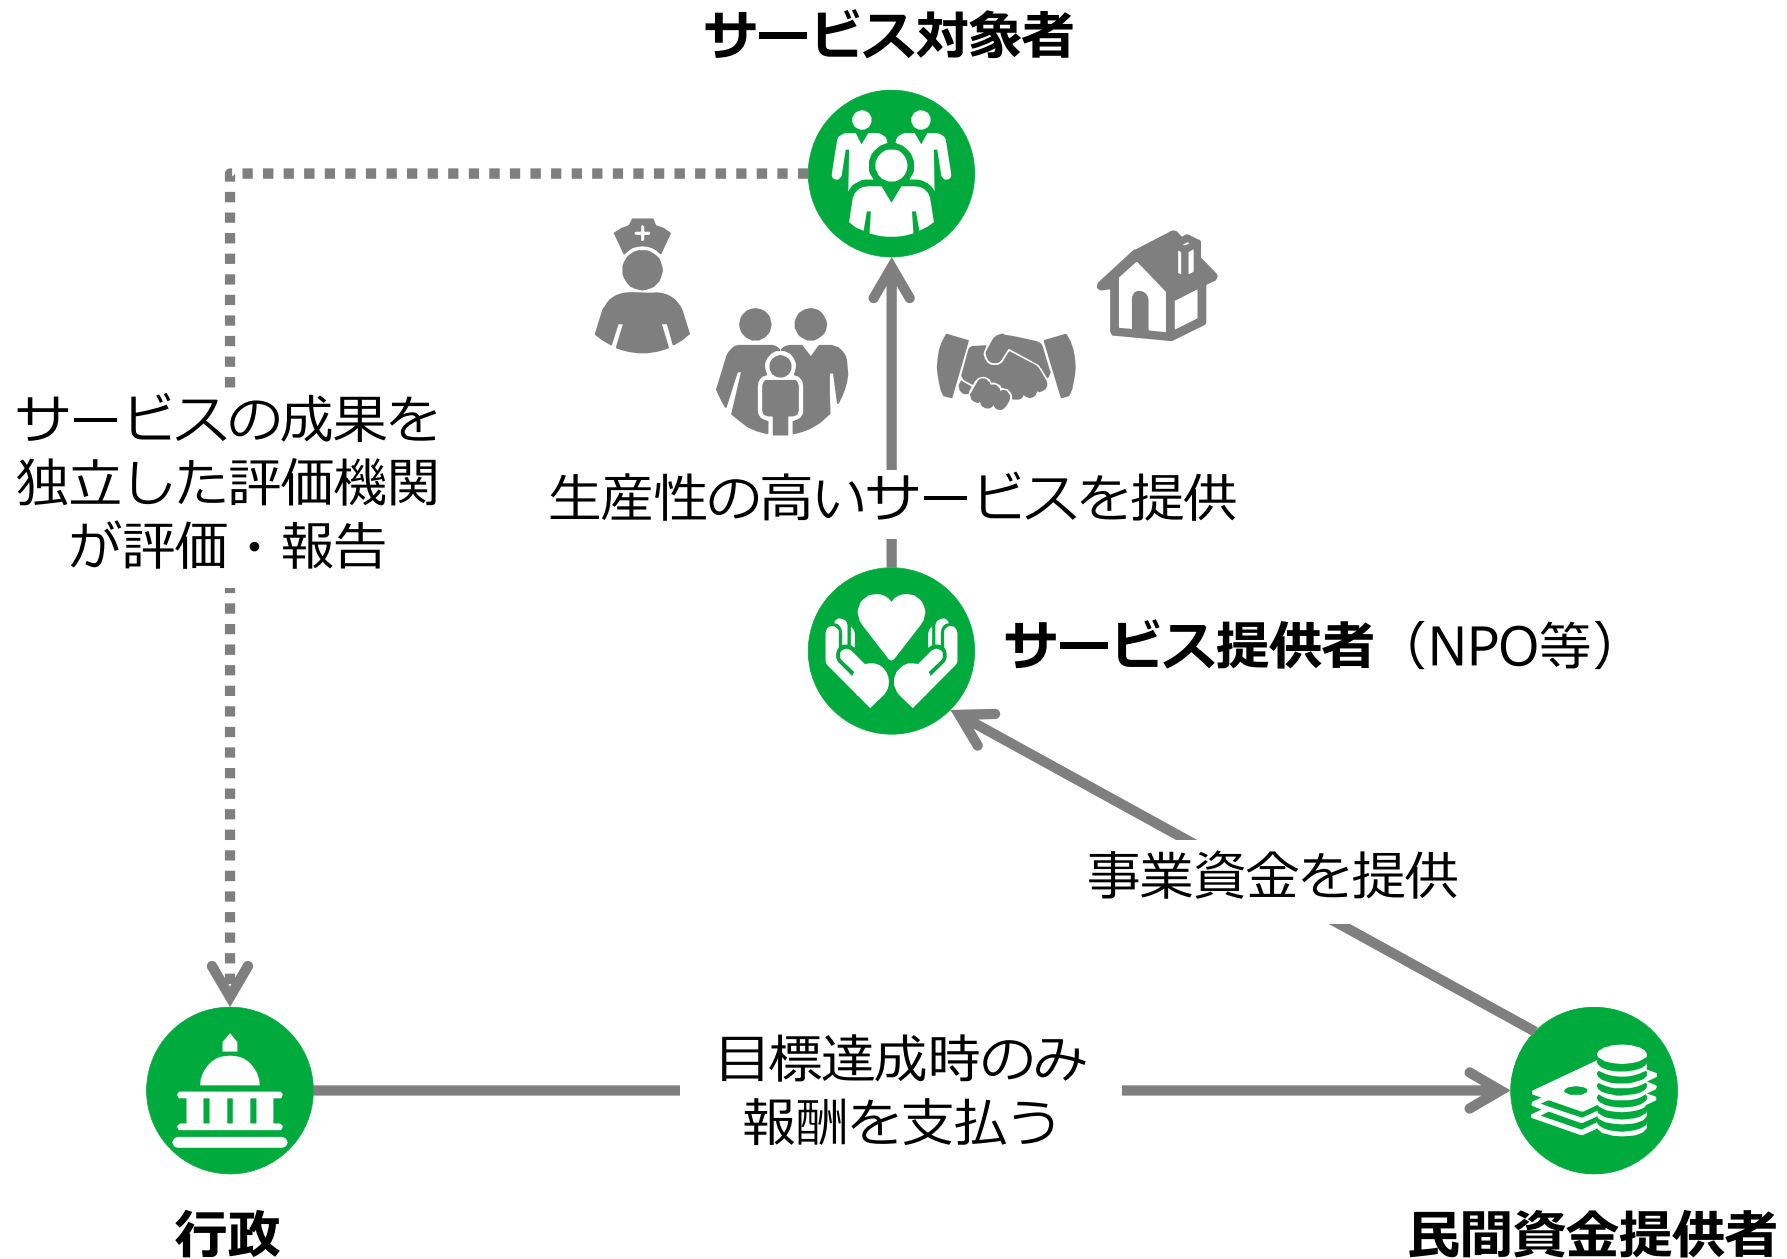 サービス対象者
サービスの成果を
独立した評価機関
が評価・報告
生産性の高いサービスを提供
サービス提供者（NPO等）
事業資金を提供
目標達成時のみ
報酬を支払う
行政
民間資金提供者